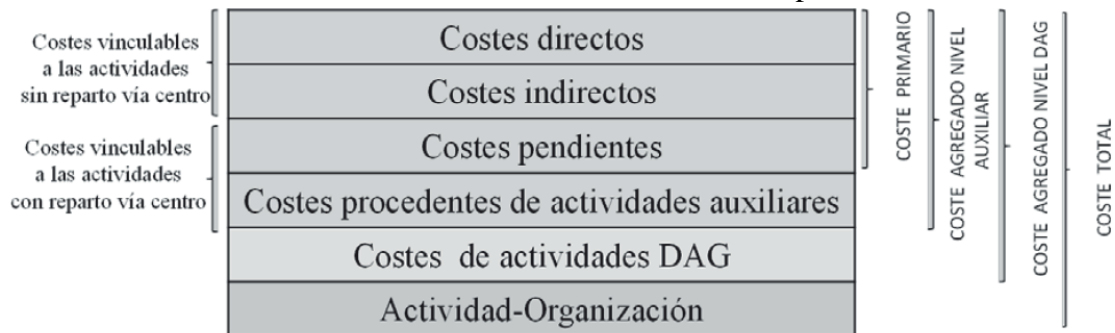 Costes vinculables
a las actividades
sin reparto vía centro
Costes vinculables
a las actividades
con reparto vía centro
Costes directos
Costes indirectos
Costes pendientes
Costes procedentes de actividades auxiliares
Costes de actividades DAG
Actividad-Organización
COSTE PRIMARIO
COSTE AGREGADO NIVEL
AUXILIAR
COSTE AGREGADO NIVEL DAG
COSTE TOTAL